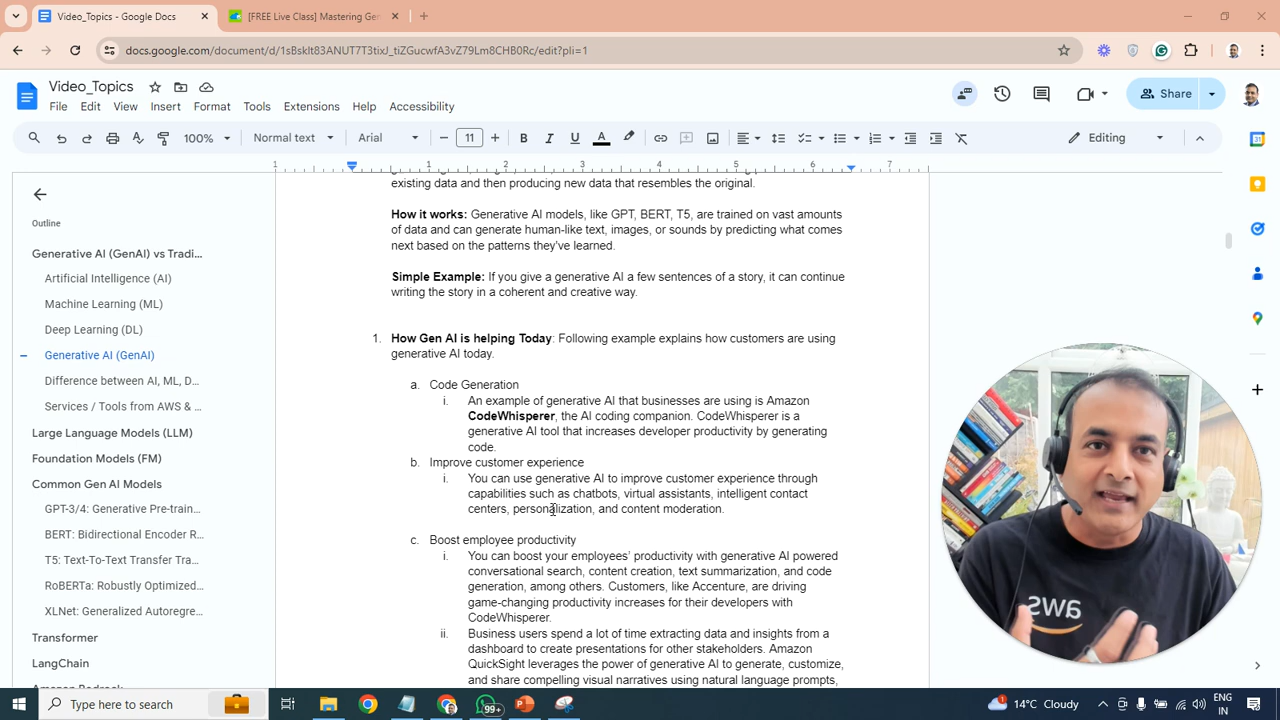 Video_Topics - Google Docs
[FREE Live Class] Mastering Gen
docs.google.com/document/d/1sBsklt83ANUT7T3tixJ_tiZGucwfA3vZ79Lm8CHB0Rc/edit?pli=1
Video_Topics
File Edit View Insert Format Tools Extensions Help Accessibility
Share
100% Normal text Arial 11 Editing
1 1 2 3 4 5 6 7
existing data and then producing new data that resembles the original.
How it works: Generative AI models, like GPT, BERT, T5, are trained on vast amounts
of data and can generate human-like text, images, or sounds by predicting what comes
next based on the patterns they've learned.
Simple Example: If you give a generative AI a few sentences of a story, it can continue
writing the story in a coherent and creative way.
1. How Gen AI is helping Today: Following example explains how customers are using
generative AI today.
a. Code Generation
i. An example of generative AI that businesses are using is Amazon
CodeWhisperer, the AI coding companion. CodeWhisperer is a
generative AI tool that increases developer productivity by generating
code.
b. Improve customer experience
i. You can use generative AI to improve customer experience through
capabilities such as chatbots, virtual assistants, intelligent contact
centers, personalization, and content moderation.
c. Boost employee productivity
i. You can boost your employees' productivity with generative AI powered
conversational search, content creation, text summarization, and code
generation, among others. Customers, like Accenture, are driving
game-changing productivity increases for their developers with
CodeWhisperer.
ii. Business users spend a lot of time extracting data and insights from a
dashboard to create presentations for other stakeholders. Amazon
QuickSight leverages the power of generative AI to generate, customize,
and share compelling visual narratives using natural language prompts,
Outline
Generative AI (GenAI) vs Tradi...
Artificial Intelligence (AI)
Machine Learning (ML)
Deep Learning (DL)
Generative AI (GenAI)
Difference between AI, ML, D...
Services / Tools from AWS & ...
Large Language Models (LLM)
Foundation Models (FM)
Common Gen AI Models
GPT-3/4: Generative Pre-train...
BERT: Bidirectional Encoder R...
T5: Text-To-Text Transfer Tra...
RoBERTa: Robustly Optimized...
XLNet: Generalized Autoregre...
Transformer
LangChain
aws
Type here to search
99+
14°C Cloudy
ENG
IN